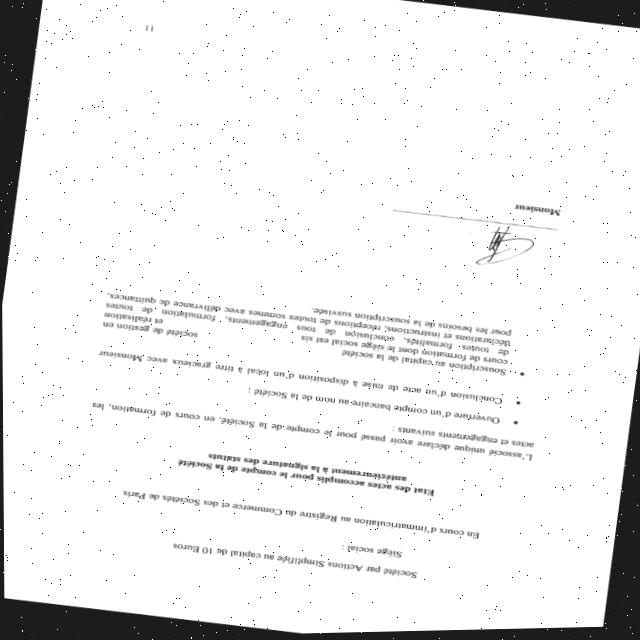 Société par Actions Simplifiée au capital de 10 Euros
Siège social :
En cours d'immatriculation au Registre du Commerce et des Sociétés de Paris
Etat des actes accomplis pour le compte de la Société
antérieurement à la signature des statuts
L'associé unique déclare avoir passé pour le compte de la Société, en cours de formation, les
actes et engagements suivants :
• Ouverture d'un compte bancaire au nom de la Société ;
• Conclusion d'un acte de mise à disposition d'un local à titre gracieux avec Monsieur
• Souscription au capital de la société société de gestion en
cours de formation dont le siège social est sis et réalisation
de toutes formalités, conclusion de tous engagements, formulation de toutes
déclarations et instructions, réceptions de toutes sommes avec délivrance de quittances,
pour les besoins de la souscription susvisée.
Monsieur
11